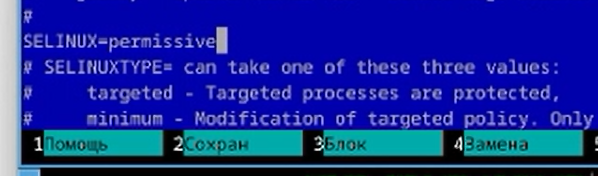 #
SELINUX=permissive
# SELINUXTYPE= can take one of these three values:
#     targeted - Targeted processes are protected,
#     minimum - Modification of targeted policy. Only
1Помощь 2Сохран 3Блок 4Замена